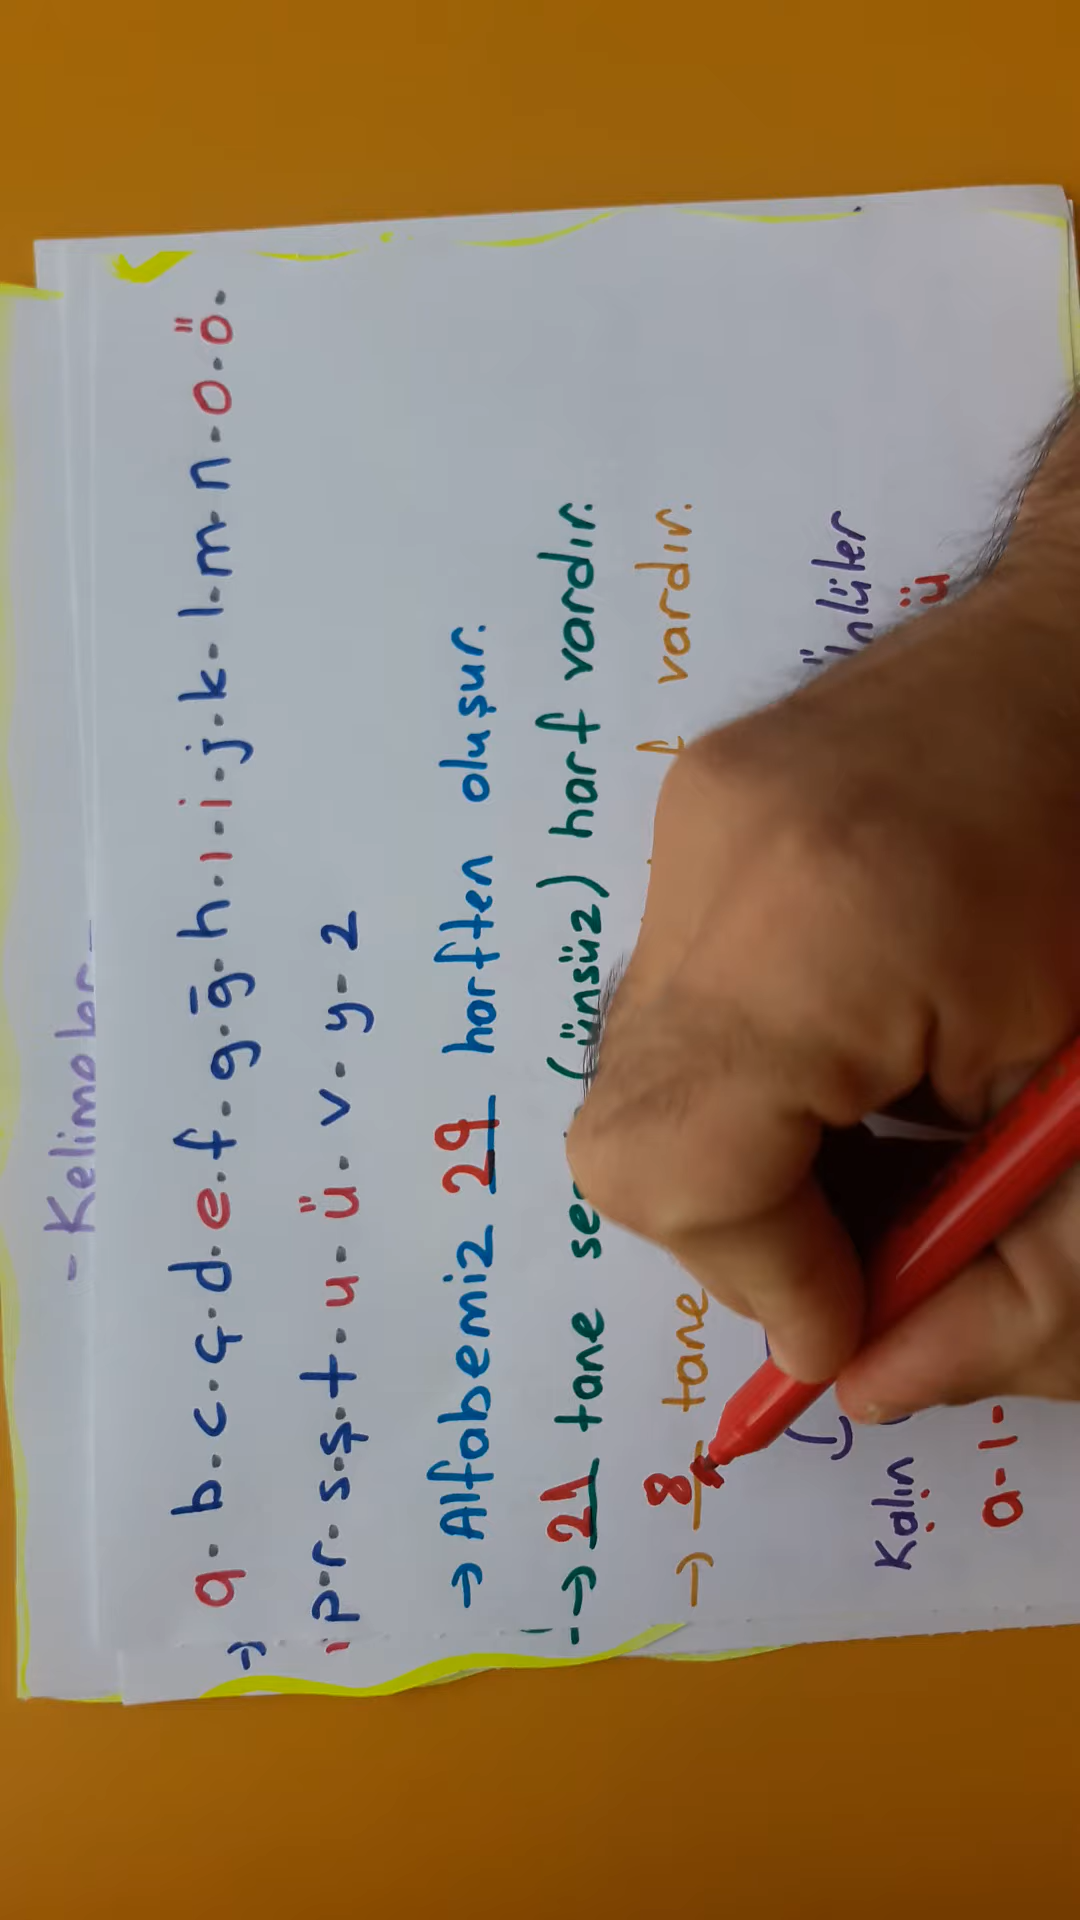 - Kelimeler -
→ a. b. c. ç. d. e. f. g. ğ. h. ı. i. j. k. l. m. n. o. ö.
p. r. s. ş. t. u. ü. v. y. z
→ Alfabemiz 29 harften oluşur.
→ 21 tane (ünsüz) harf vardır.
→ 8 tane vardır.
Kalın
a - ı - ü